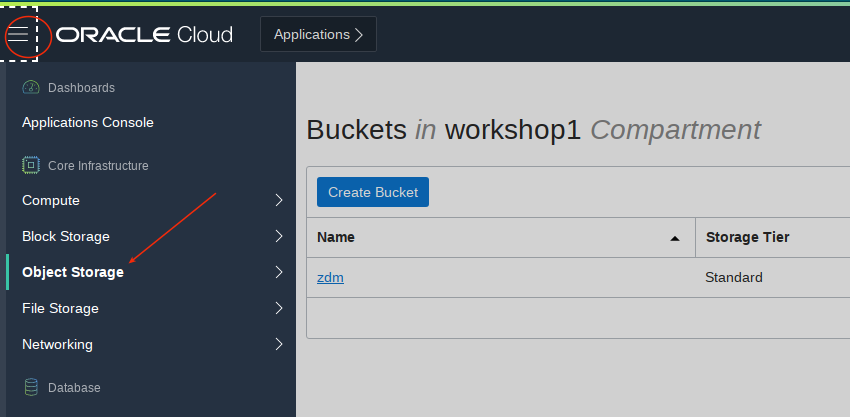 ORACLE Cloud
Applications
Dashboards
Applications Console
Core Infrastructure
Compute
Block Storage
Object Storage
File Storage
Networking
Database
Buckets in workshop1 Compartment
Create Bucket
Name Storage Tier
zdm Standard